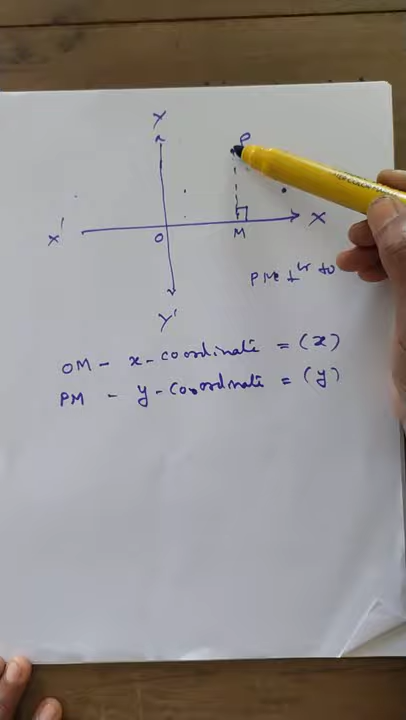 Y
P
X'
O
M
X
PM ⊥ʳ to
Y'
OM - x-coordinate = (x)
PM - y-coordinate = (y)